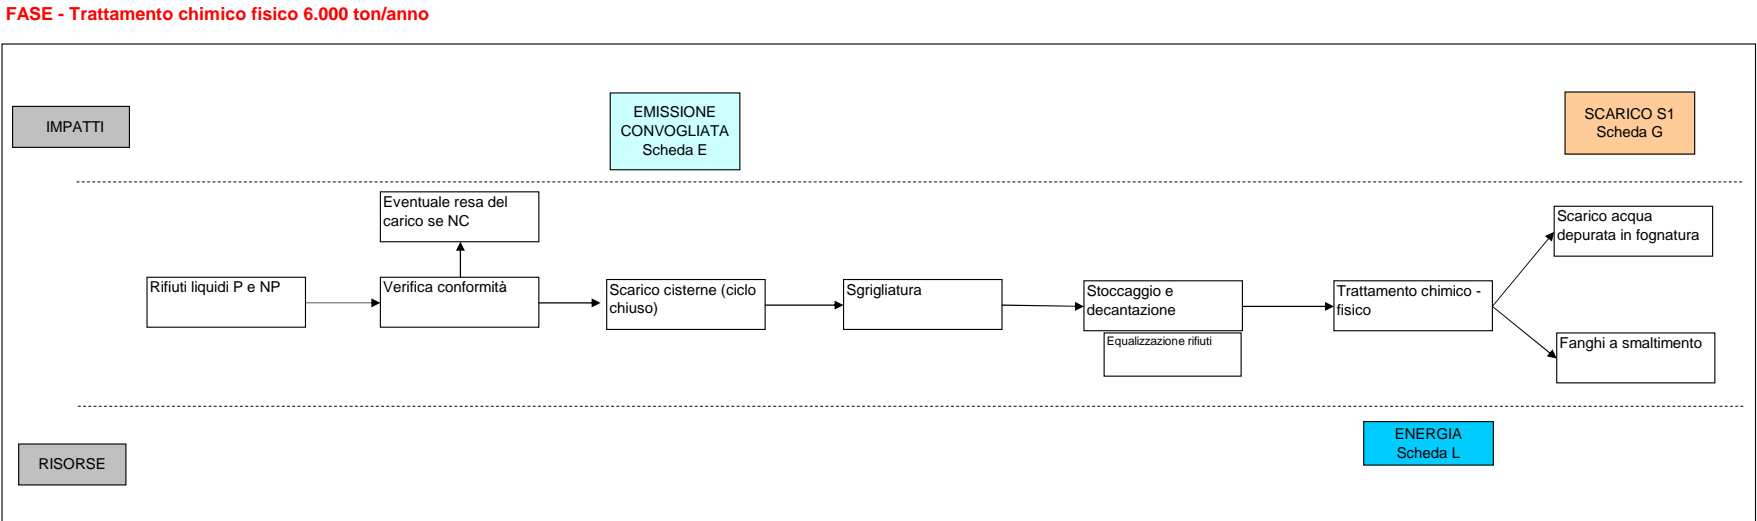 FASE - Trattamento chimico fisico 6.000 ton/anno
IMPATTI
EMISSIONE
CONVOGLIATA
Scheda E
SCARICO S1
Scheda G
Eventuale resa del
carico se NC
Scarico acqua
depurata in fognatura
Rifiuti liquidi P e NP
Verifica conformità
Scarico cisterne (ciclo
chiuso)
Sgrigliatura
Stoccaggio e
decantazione
Equalizzazione rifiuti
Trattamento chimico -
fisico
Fanghi a smaltimento
RISORSE
ENERGIA
Scheda L